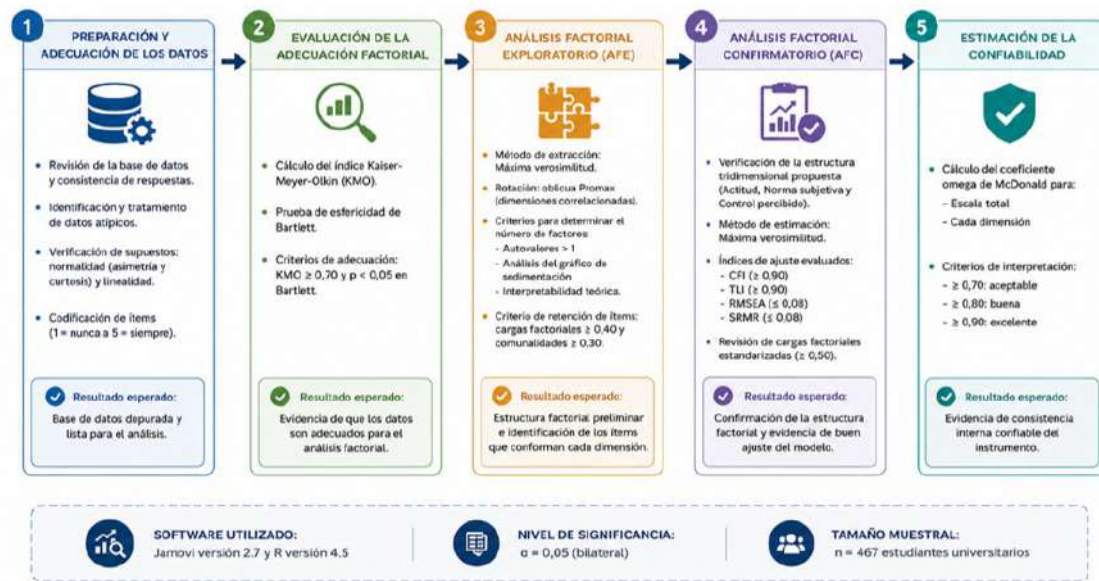 1
PREPARACIÓN Y
ADECUACIÓN DE LOS DATOS
• Revisión de la base de datos
y consistencia de respuestas.
• Identificación y tratamiento
de datos atípicos.
• Verificación de supuestos:
normalidad (asimetría y
curtosis) y linealidad.
• Codificación de ítems
(1 = nunca a 5 = siempre).
Resultado esperado:
Base de datos depurada y
lista para el análisis.
2
EVALUACIÓN DE LA
ADECUACIÓN FACTORIAL
• Cálculo del índice Kaiser-
Meyer-Olkin (KMO).
• Prueba de esfericidad de
Bartlett.
• Criterios de adecuación:
KMO ≥ 0,70 y p < 0,05 en
Bartlett.
Resultado esperado:
Evidencia de que los datos
son adecuados para el
análisis factorial.
3
ANÁLISIS FACTORIAL
EXPLORATORIO (AFE)
• Método de extracción:
Máxima verosimilitud.
• Rotación: oblicua Promax
(dimensiones correlacionadas).
• Criterios para determinar el
número de factores:
- Autovalores > 1
- Análisis del gráfico de
sedimentación
- Interpretabilidad teórica.
• Criterio de retención de ítems:
cargas factoriales ≥ 0,40 y
comunalidades ≥ 0,30.
Resultado esperado:
Estructura factorial preliminar
e identificación de los ítems
que conforman cada dimensión.
4
ANÁLISIS FACTORIAL
CONFIRMATORIO (AFC)
• Verificación de la estructura
tridimensional propuesta
(Actitud, Norma subjetiva y
Control percibido).
• Método de estimación:
Máxima verosimilitud.
• Índices de ajuste evaluados:
- CFI (≥ 0,90)
- TLI (≥ 0,90)
- RMSEA (≤ 0,08)
- SRMR (≤ 0,08)
• Revisión de cargas factoriales
estandarizadas (≥ 0,50).
Resultado esperado:
Confirmación de la estructura
factorial y evidencia de buen
ajuste del modelo.
5
ESTIMACIÓN DE LA
CONFIABILIDAD
• Cálculo del coeficiente
omega de McDonald para:
- Escala total
- Cada dimensión
• Criterios de interpretación:
- ≥ 0,70: aceptable
- ≥ 0,80: buena
- ≥ 0,90: excelente
Resultado esperado:
Evidencia de consistencia
interna confiable del
instrumento.
SOFTWARE UTILIZADO:
Jamovi versión 2.7 y R versión 4.5
NIVEL DE SIGNIFICANCIA:
α = 0,05 (bilateral)
TAMAÑO MUESTRAL:
n = 467 estudiantes universitarios